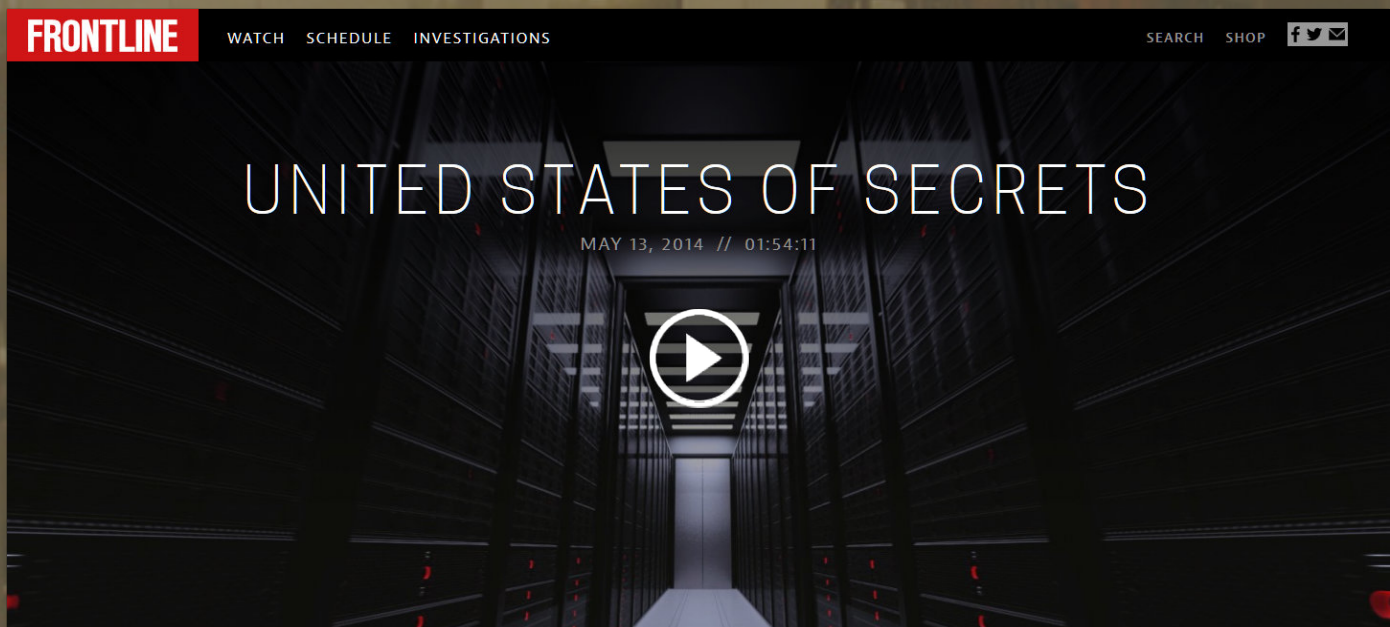 FRONTLINE WATCH SCHEDULE INVESTIGATIONS SEARCH SHOP
UNITED STATES OF SECRETS
MAY 13, 2014 // 01:54:11